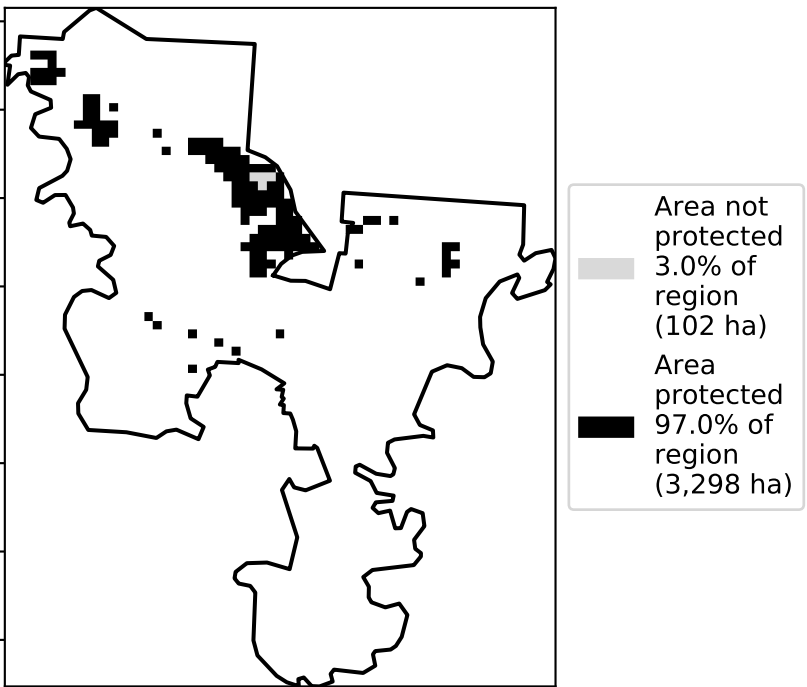 Area not
protected
3.0% of
region
(102 ha)
Area
protected
97.0% of
region
(3,298 ha)